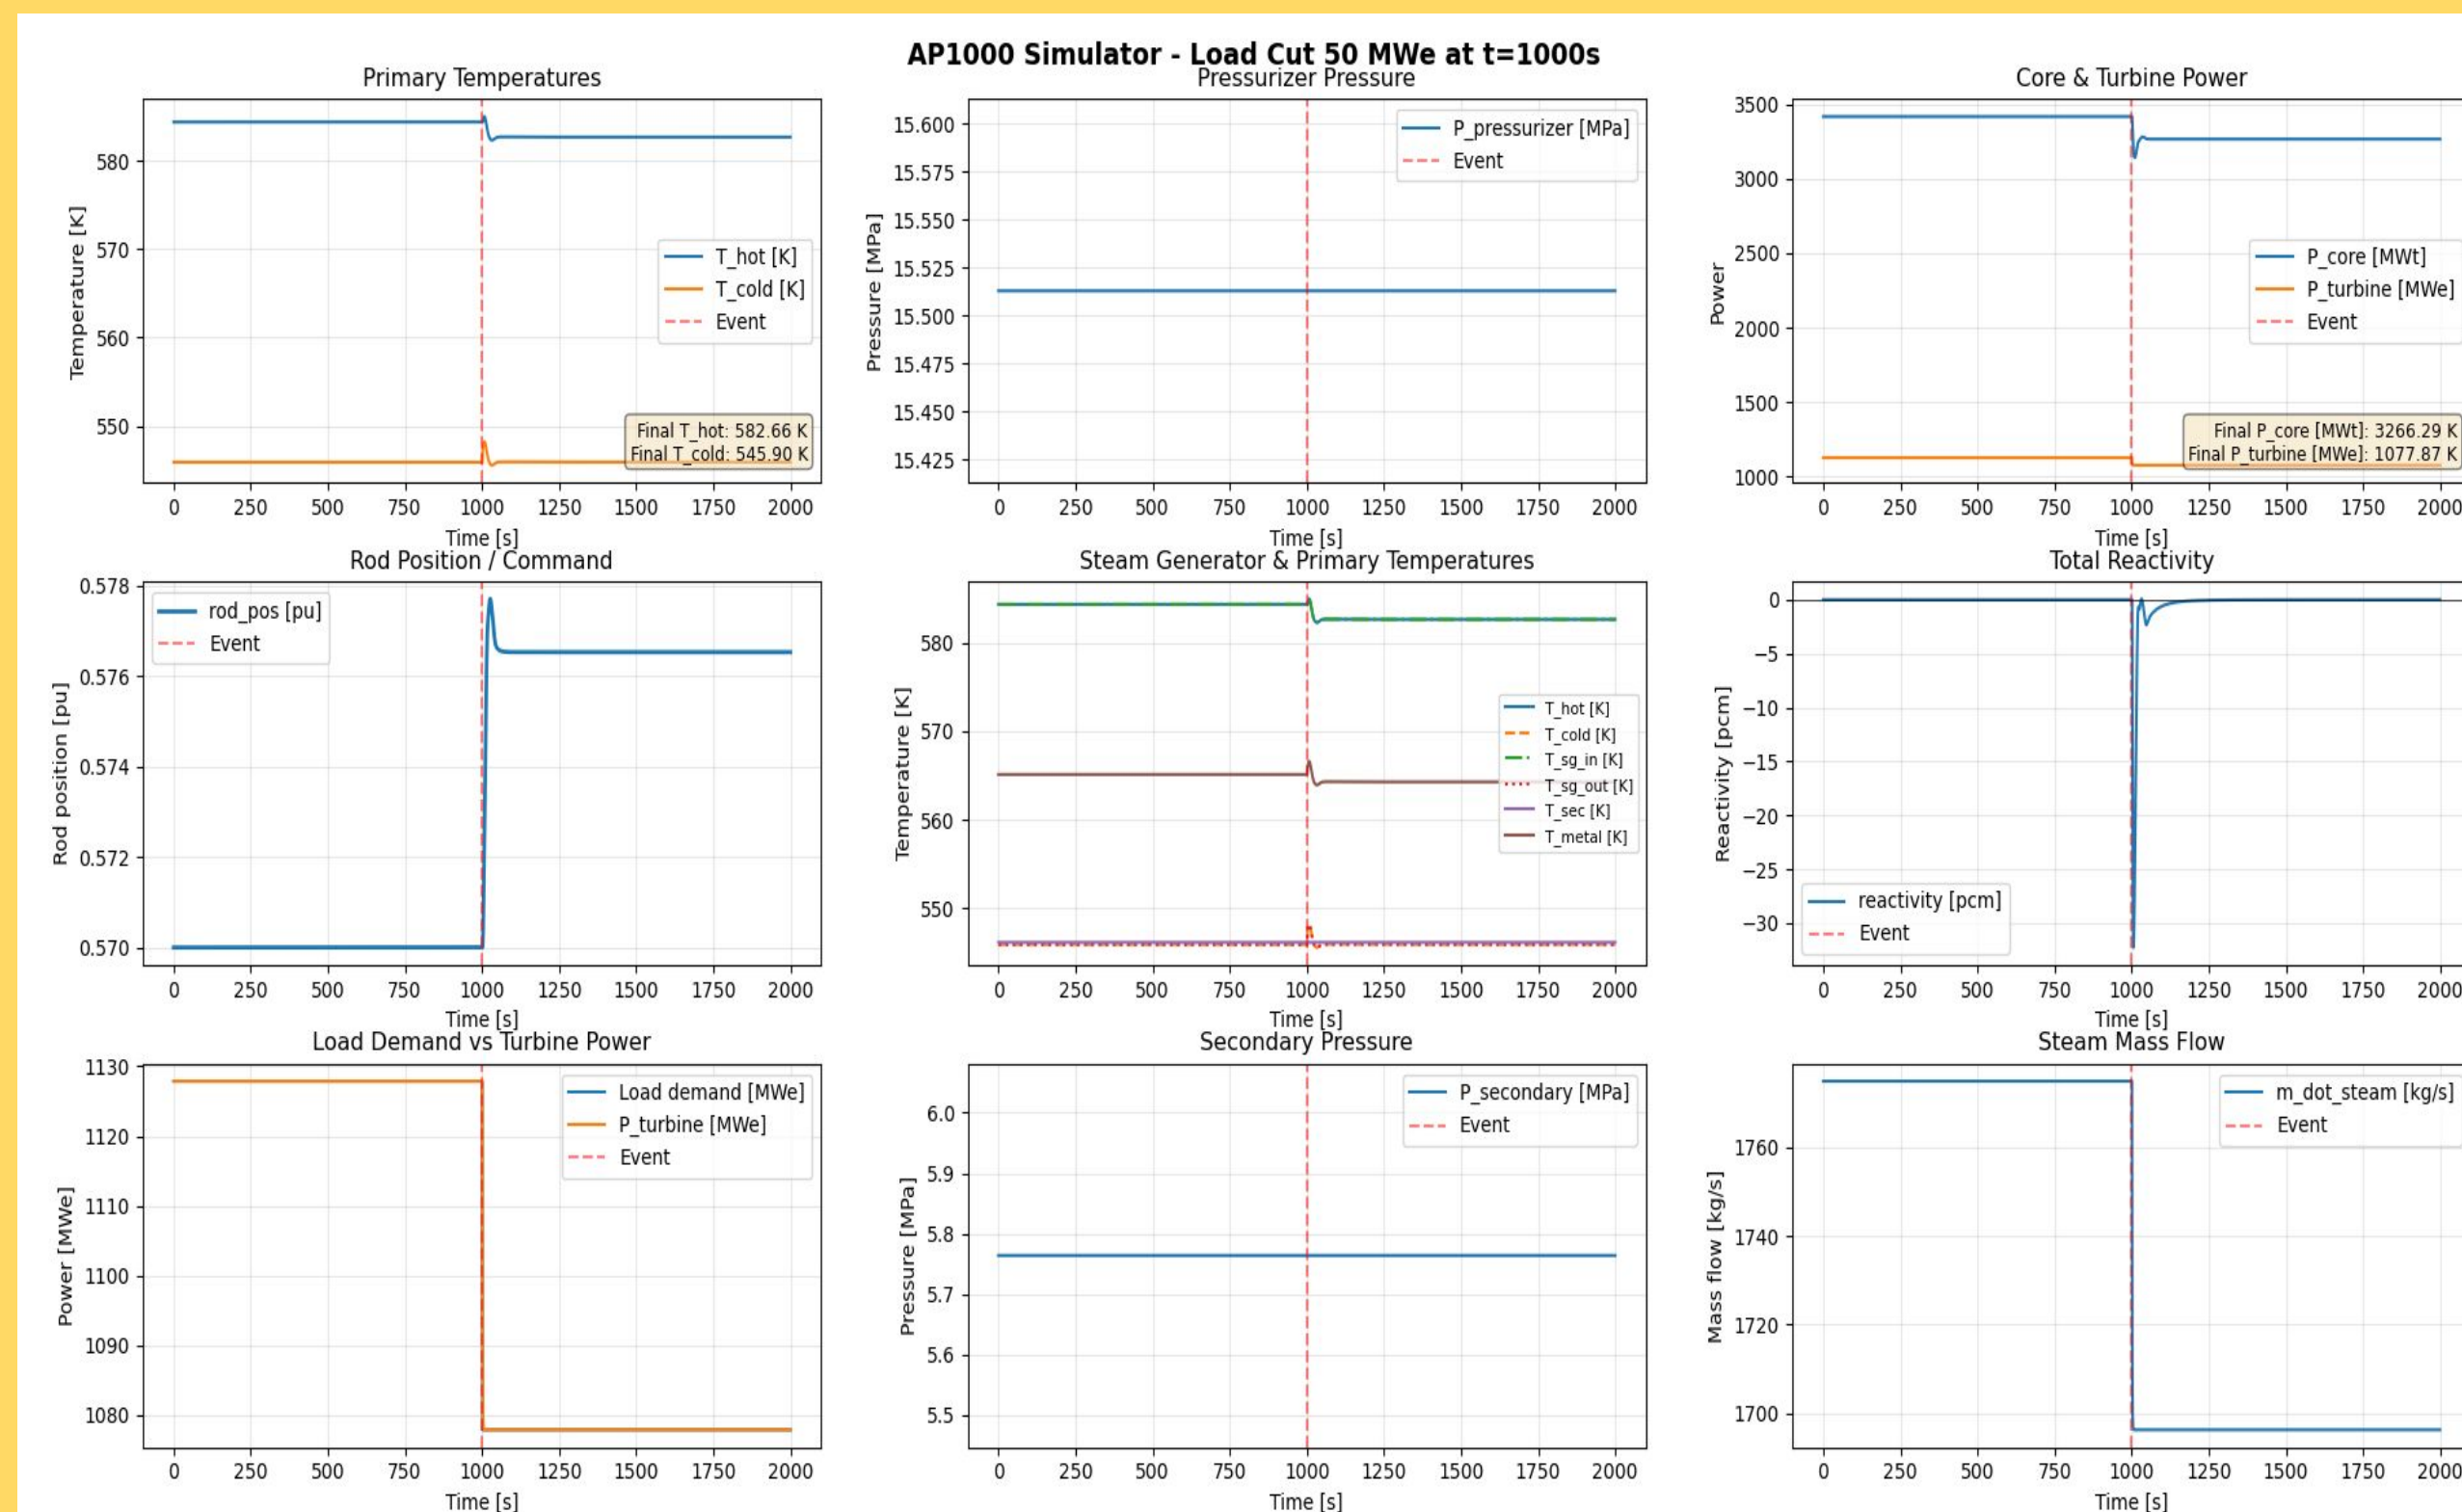 AP1000 Simulator - Load Cut 50 MWe at t=1000s
Primary Temperatures
Temperature [K]
580
570
560
550
T_hot [K]
T_cold [K]
Event
Final T_hot: 582.66 K
Final T_cold: 545.90 K
0 250 500 750 1000 1250 1500 1750 2000
Time [s]
Pressurizer Pressure
Pressure [MPa]
15.600
15.575
15.550
15.525
15.500
15.475
15.450
15.425
P_pressurizer [MPa]
Event
0 250 500 750 1000 1250 1500 1750 2000
Time [s]
Core & Turbine Power
Power
3500
3000
2500
2000
1500
1000
P_core [MWt]
P_turbine [MWe]
Event
Final P_core [MWt]: 3266.29 K
Final P_turbine [MWe]: 1077.87 K
0 250 500 750 1000 1250 1500 1750 2000
Time [s]
Rod Position / Command
Rod position [pu]
0.578
0.576
0.574
0.572
0.570
rod_pos [pu]
Event
0 250 500 750 1000 1250 1500 1750 2000
Time [s]
Steam Generator & Primary Temperatures
Temperature [K]
580
570
560
550
T_hot [K]
T_cold [K]
T_sg_in [K]
T_sg_out [K]
T_sec [K]
T_metal [K]
0 250 500 750 1000 1250 1500 1750 2000
Time [s]
Total Reactivity
Reactivity [pcm]
0
−5
−10
−15
−20
−25
−30
reactivity [pcm]
Event
0 250 500 750 1000 1250 1500 1750 2000
Time [s]
Load Demand vs Turbine Power
Power [MWe]
1130
1120
1110
1100
1090
1080
Load demand [MWe]
P_turbine [MWe]
Event
0 250 500 750 1000 1250 1500 1750 2000
Time [s]
Secondary Pressure
Pressure [MPa]
6.0
5.9
5.8
5.7
5.6
5.5
P_secondary [MPa]
Event
0 250 500 750 1000 1250 1500 1750 2000
Time [s]
Steam Mass Flow
Mass flow [kg/s]
1760
1740
1720
1700
m_dot_steam [kg/s]
Event
0 250 500 750 1000 1250 1500 1750 2000
Time [s]